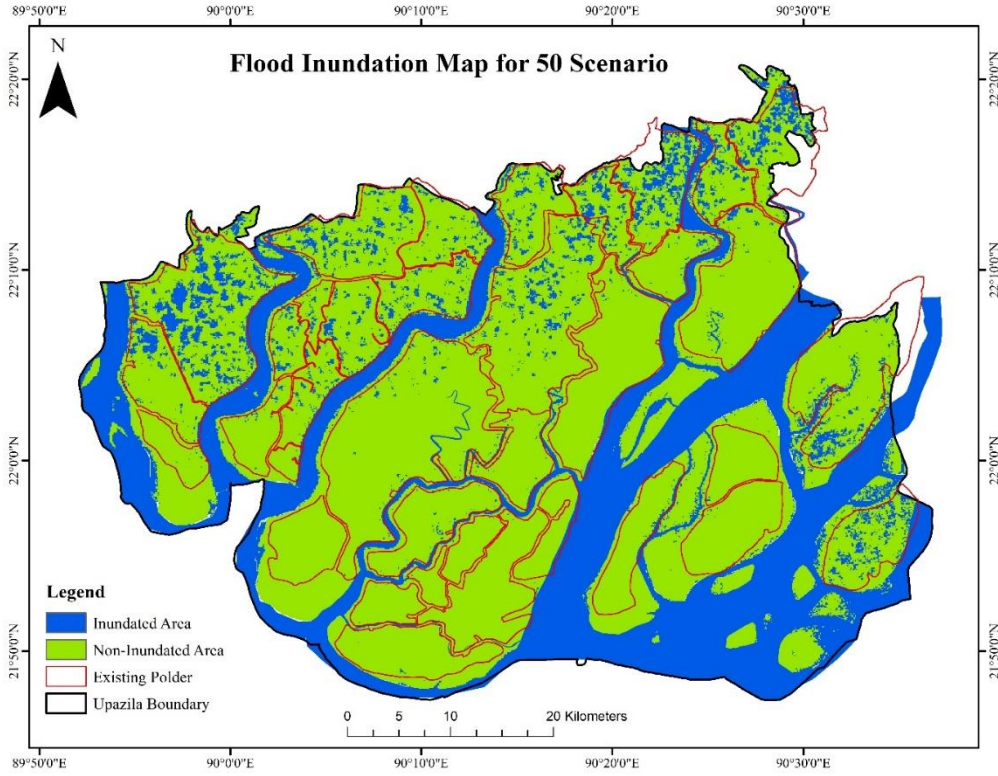 89°50'0"E 90°0'0"E 90°10'0"E 90°20'0"E 90°30'0"E
N
Flood Inundation Map for 50 Scenario
22°20'0"N 22°20'0"N
22°10'0"N 22°10'0"N
22°0'0"N 22°0'0"N
21°50'0"N 21°50'0"N
Legend
Inundated Area
Non-Inundated Area
Existing Polder
Upazila Boundary
0 5 10 20 Kilometers
89°50'0"E 90°0'0"E 90°10'0"E 90°20'0"E 90°30'0"E